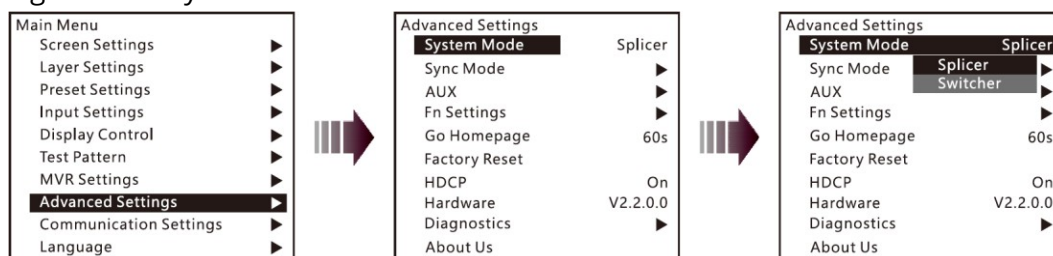 Main Menu
Screen Settings
Layer Settings
Preset Settings
Input Settings
Display Control
Test Pattern
MVR Settings
Advanced Settings
Communication Settings
Language
Advanced Settings
System Mode Splicer
Sync Mode
AUX
Fn Settings
Go Homepage 60s
Factory Reset
HDCP On
Hardware V2.2.0.0
Diagnostics
About Us
Advanced Settings
System Mode Splicer
Sync Mode Splicer
AUX Switcher
Fn Settings
Go Homepage 60s
Factory Reset
HDCP On
Hardware V2.2.0.0
Diagnostics
About Us